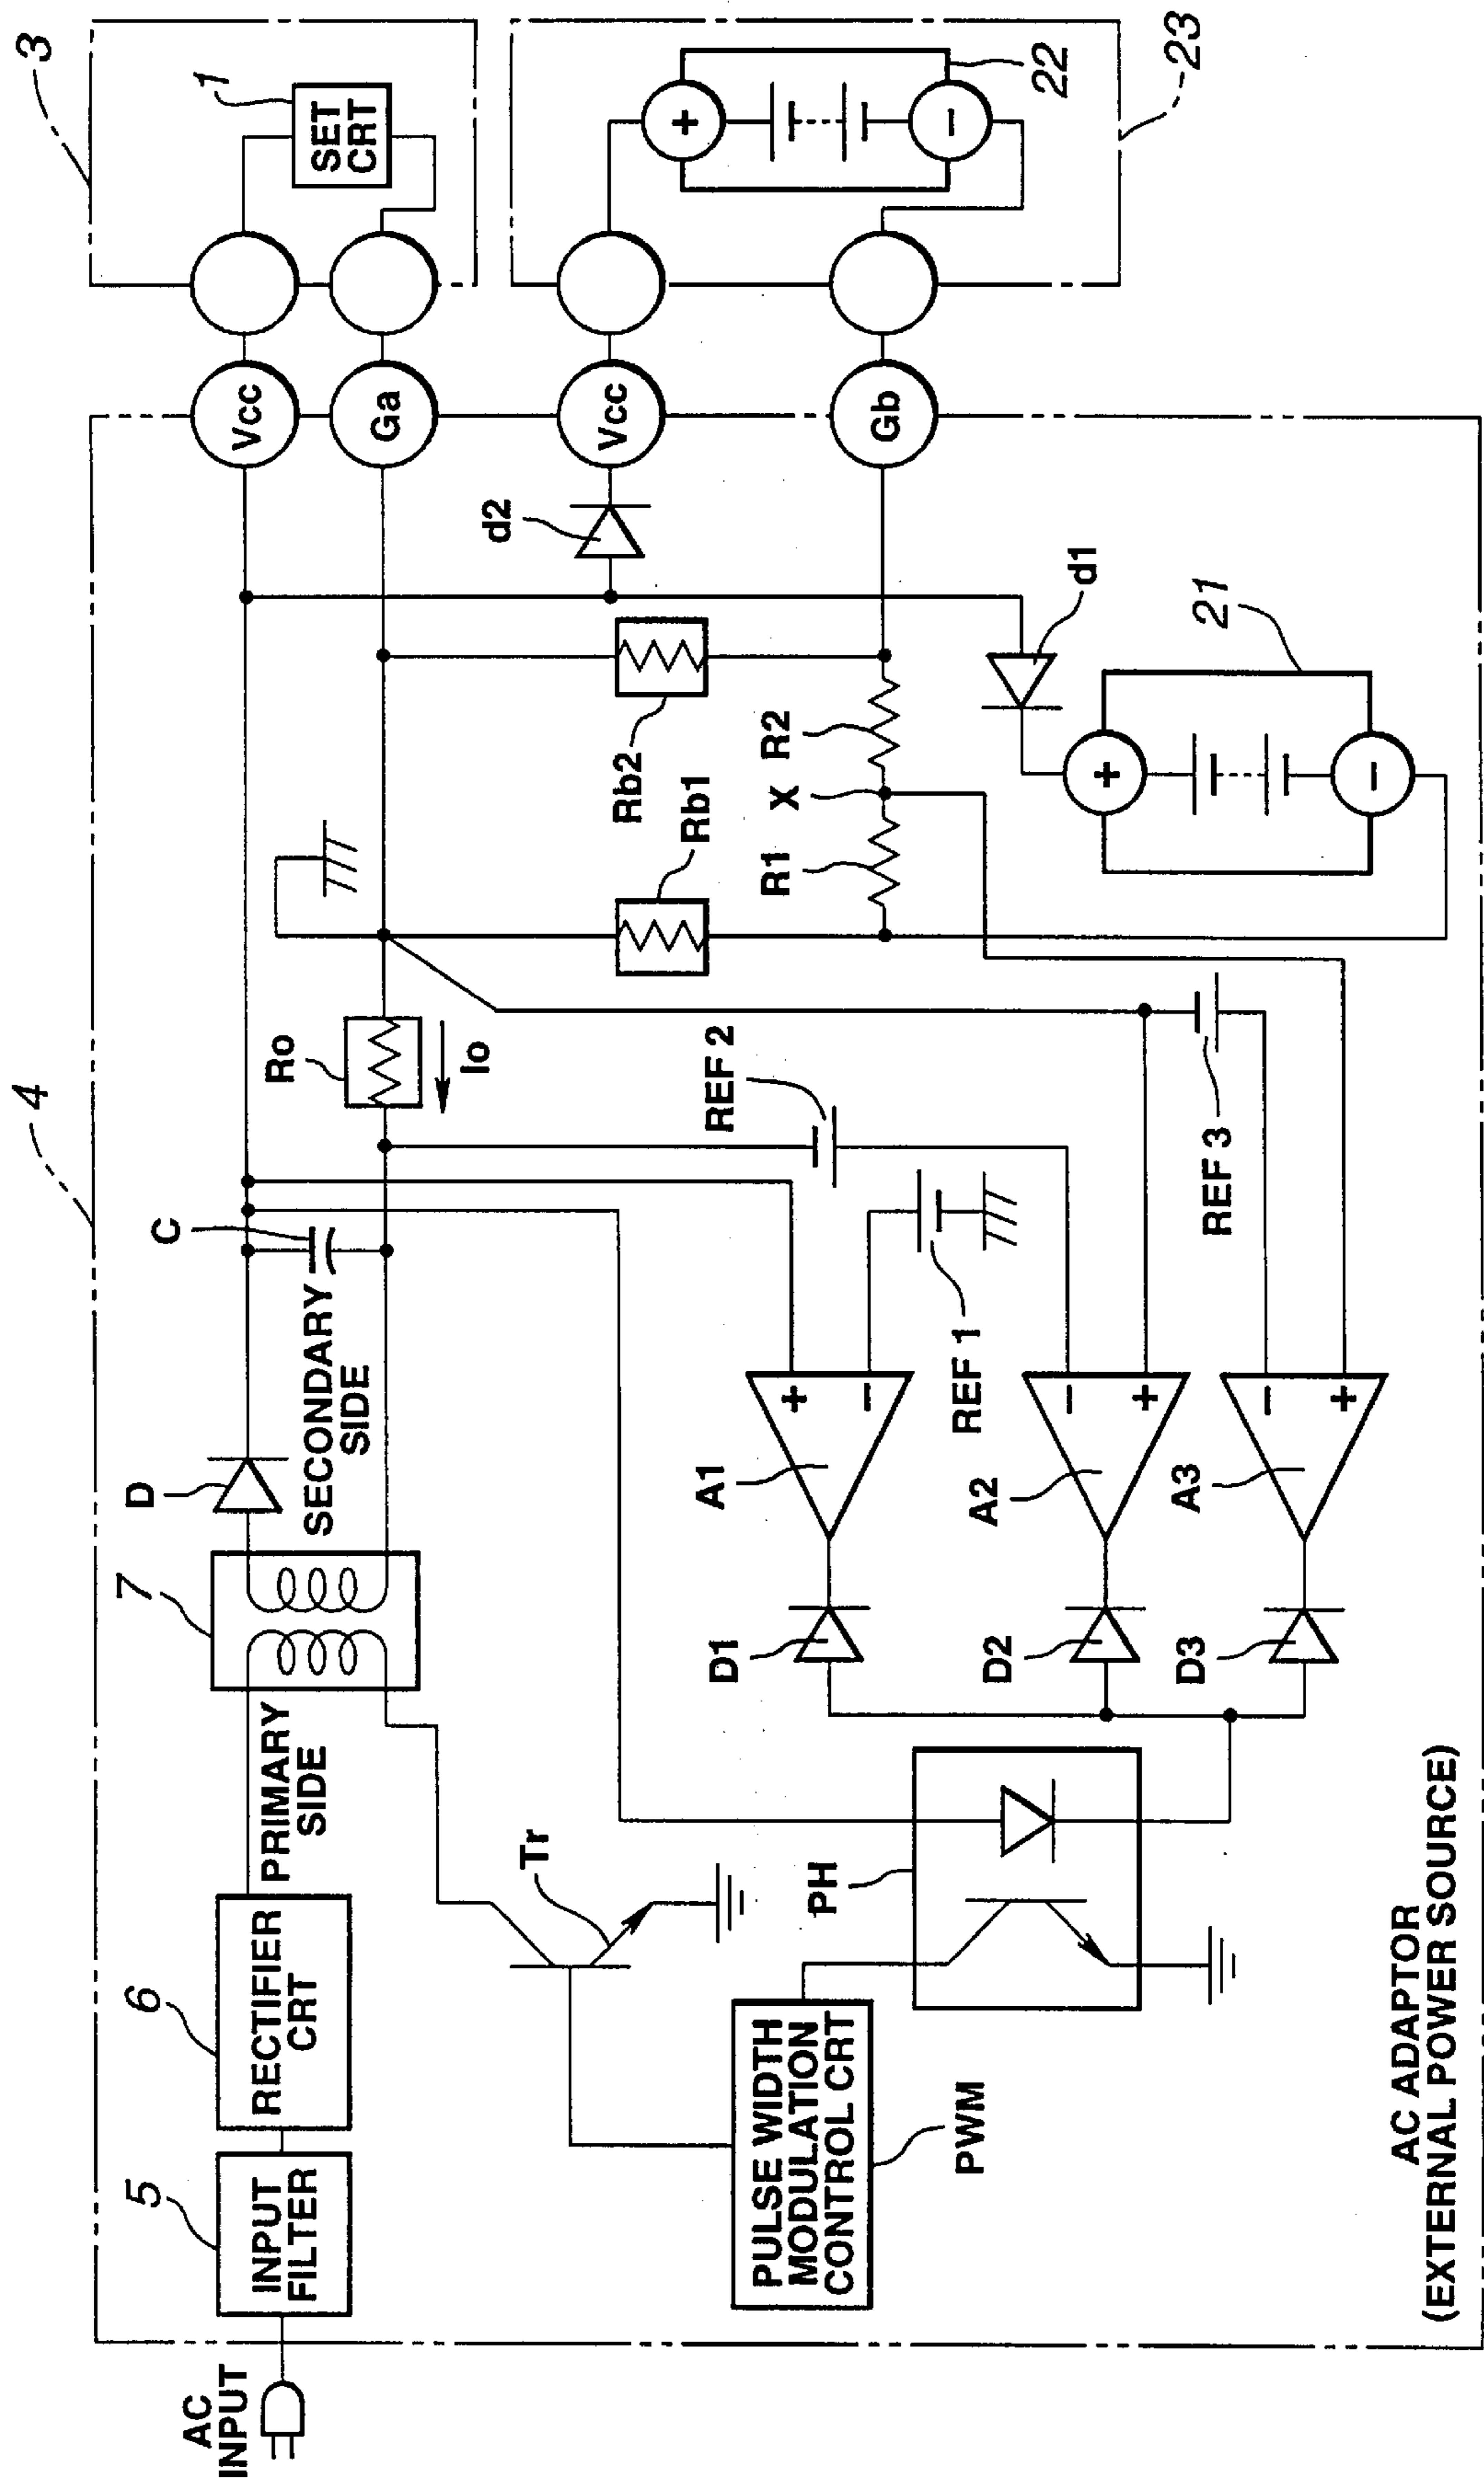 AC
INPUT
4
3
5
INPUT
FILTER
6
RECTIFIER
CRT
PRIMARY
SIDE
7
D
SECONDARY
SIDE
C
Ro
Io
Vcc
Ga
1
SET
CRT
Tr
d2
Vcc
Gb
+
−
22
23
Rb2
Rb1
R1
X
R2
d1
21
+
−
REF 2
REF 1
REF 3
A1
+
−
A2
−
+
A3
−
+
D1
D2
D3
PH
PULSE WIDTH
MODULATION
CONTROL CRT
PWM
AC ADAPTOR
(EXTERNAL POWER SOURCE)